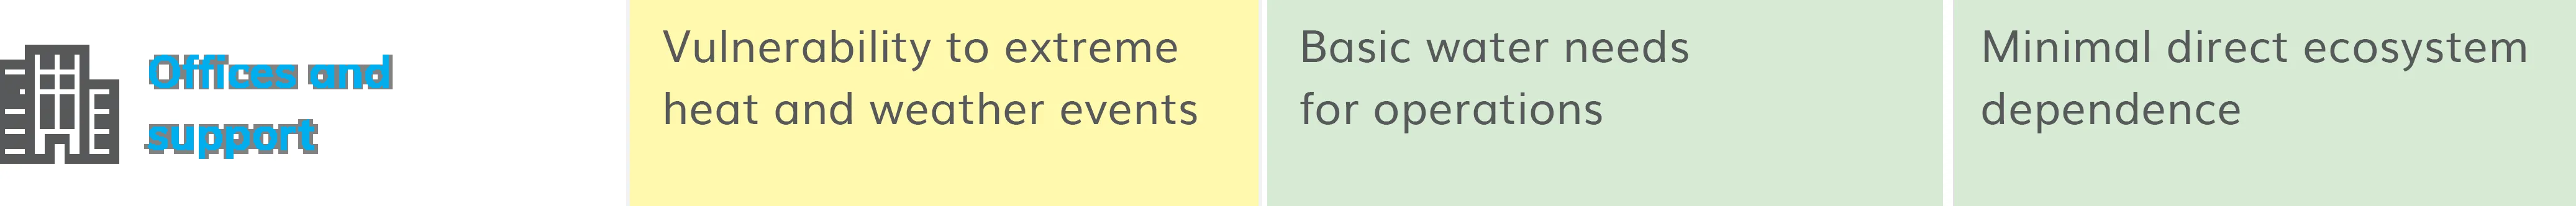 Offices and
support
Vulnerability to extreme
heat and weather events
Basic water needs
for operations
Minimal direct ecosystem
dependence